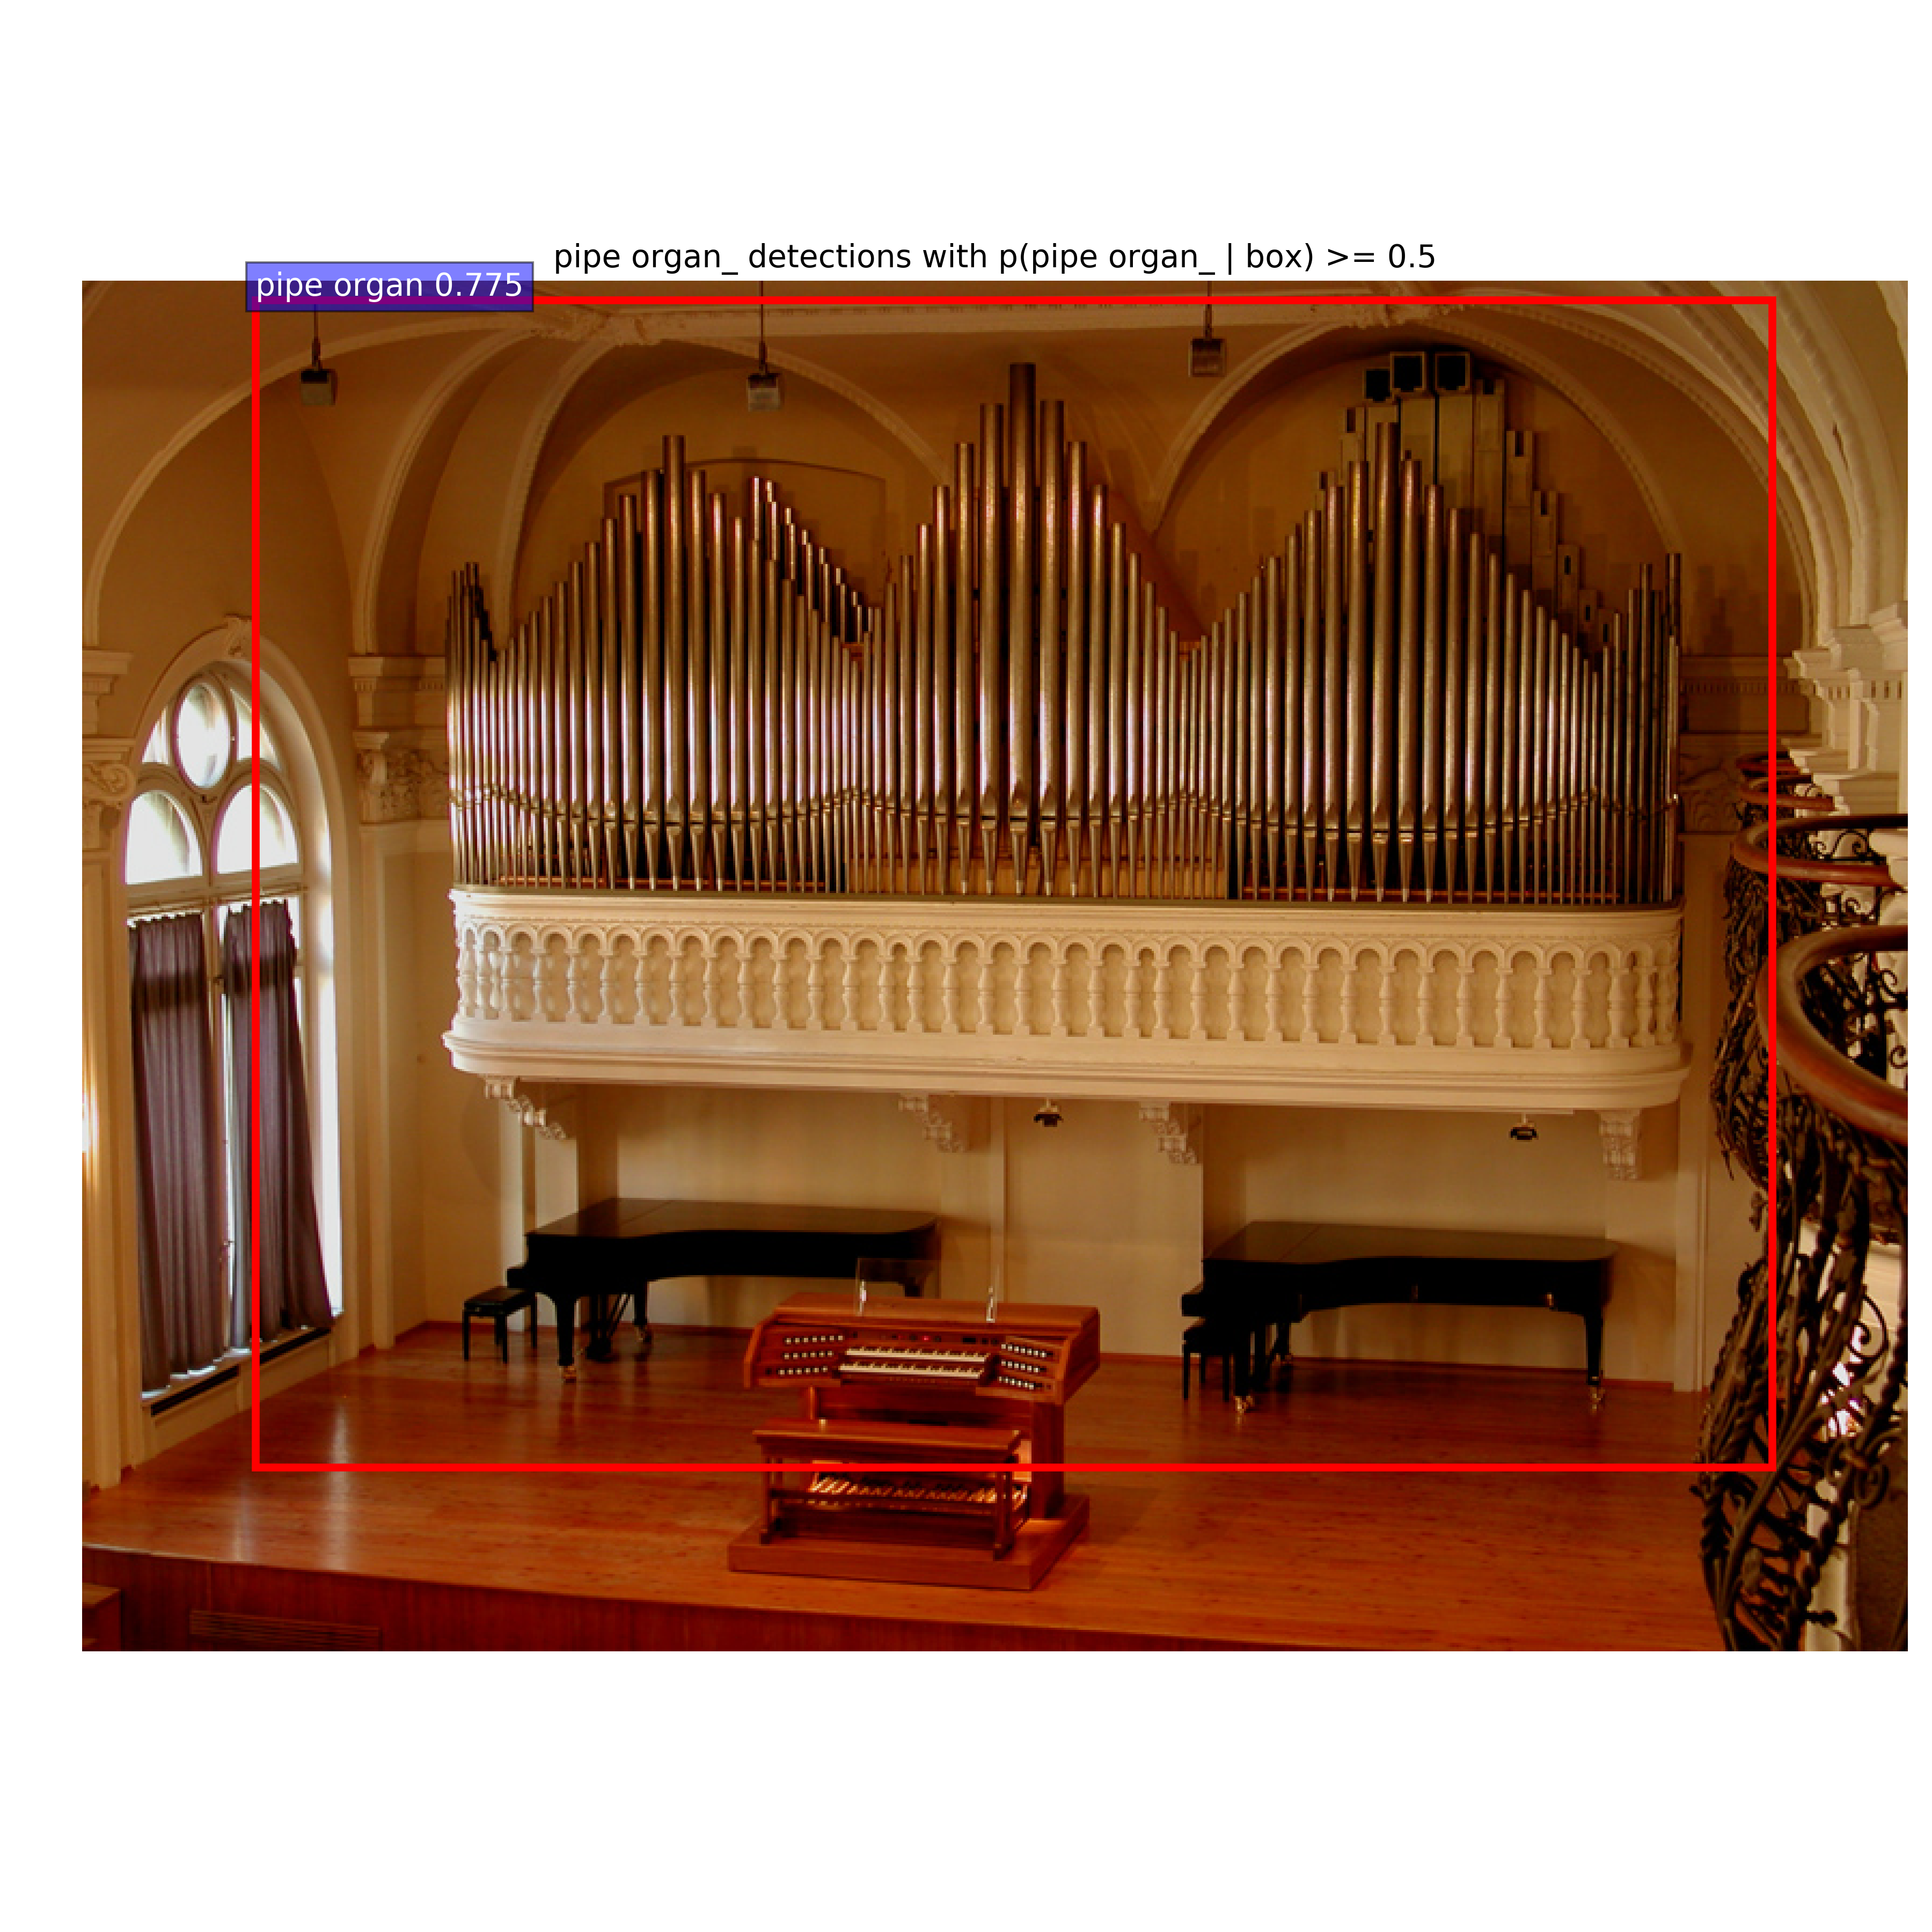 pipe organ_ detections with p(pipe organ_ | box) >= 0.5
pipe organ 0.775